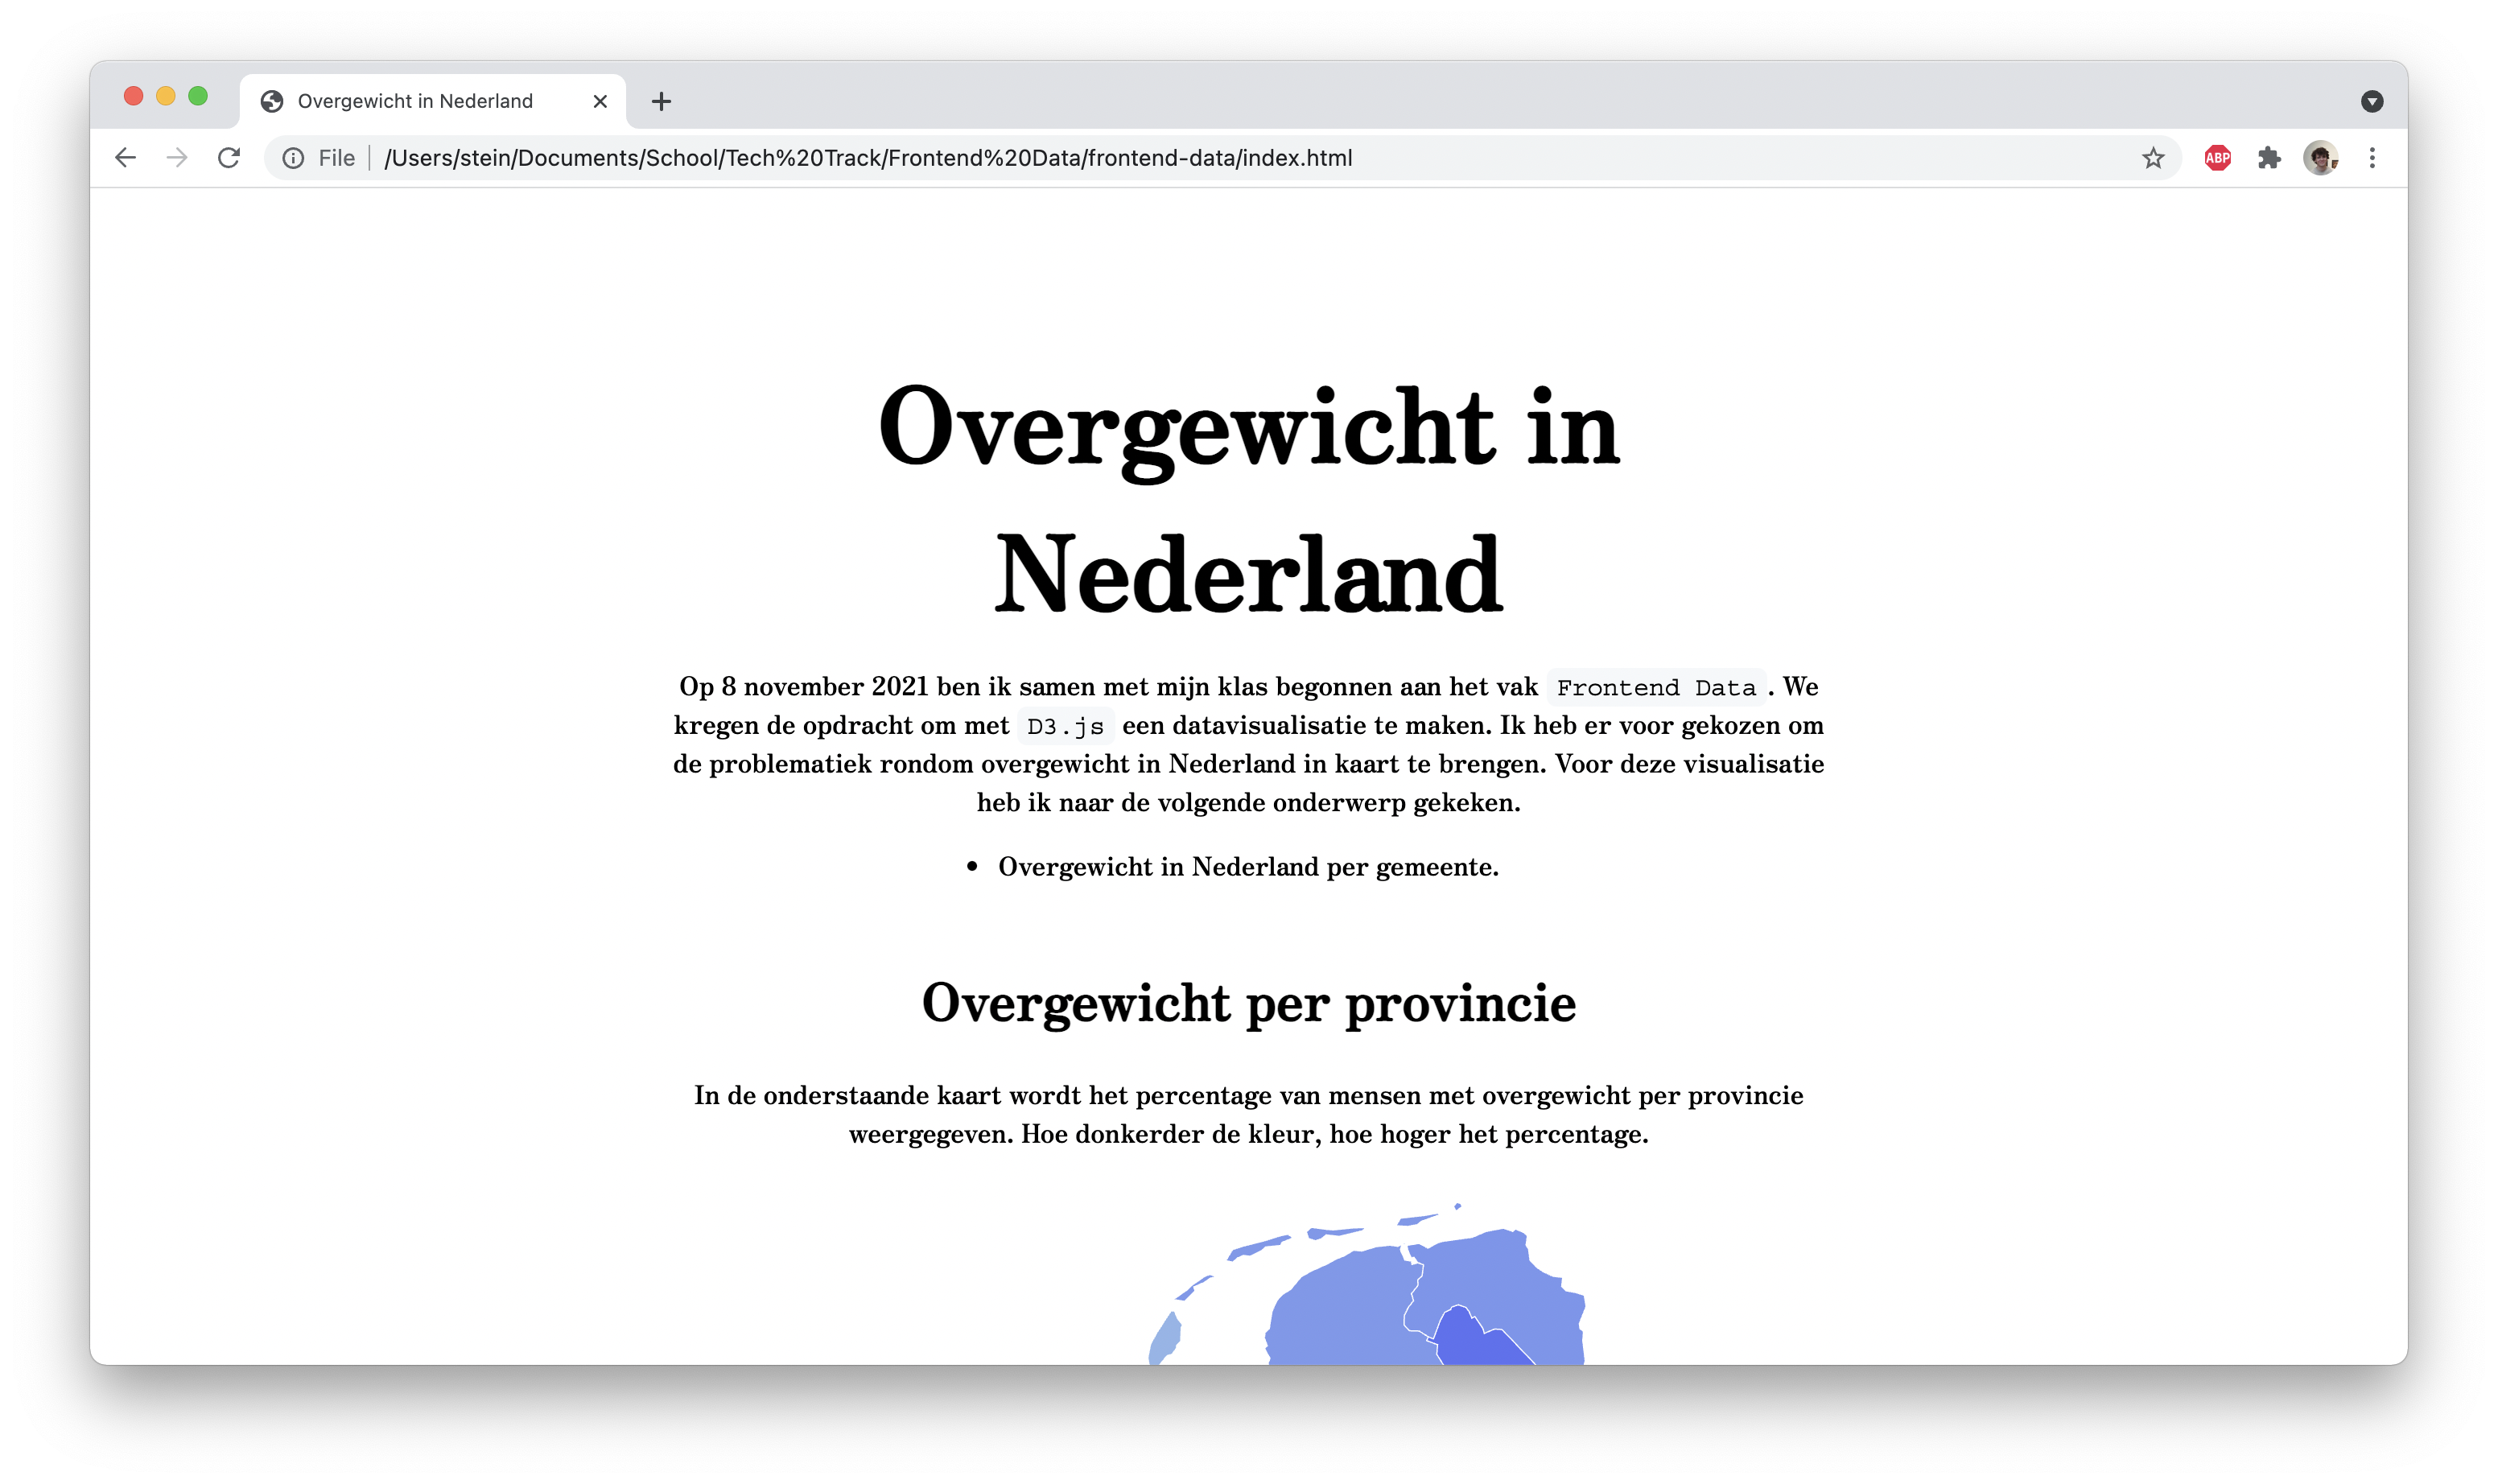 Overgewicht in Nederland
File /Users/stein/Documents/School/Tech%20Track/Frontend%20Data/frontend-data/index.html
ABP
Overgewicht in
Nederland
Op 8 november 2021 ben ik samen met mijn klas begonnen aan het vak Frontend Data. We
kregen de opdracht om met D3.js een datavisualisatie te maken. Ik heb er voor gekozen om
de problematiek rondom overgewicht in Nederland in kaart te brengen. Voor deze visualisatie
heb ik naar de volgende onderwerp gekeken.
• Overgewicht in Nederland per gemeente.
Overgewicht per provincie
In de onderstaande kaart wordt het percentage van mensen met overgewicht per provincie
weergegeven. Hoe donkerder de kleur, hoe hoger het percentage.